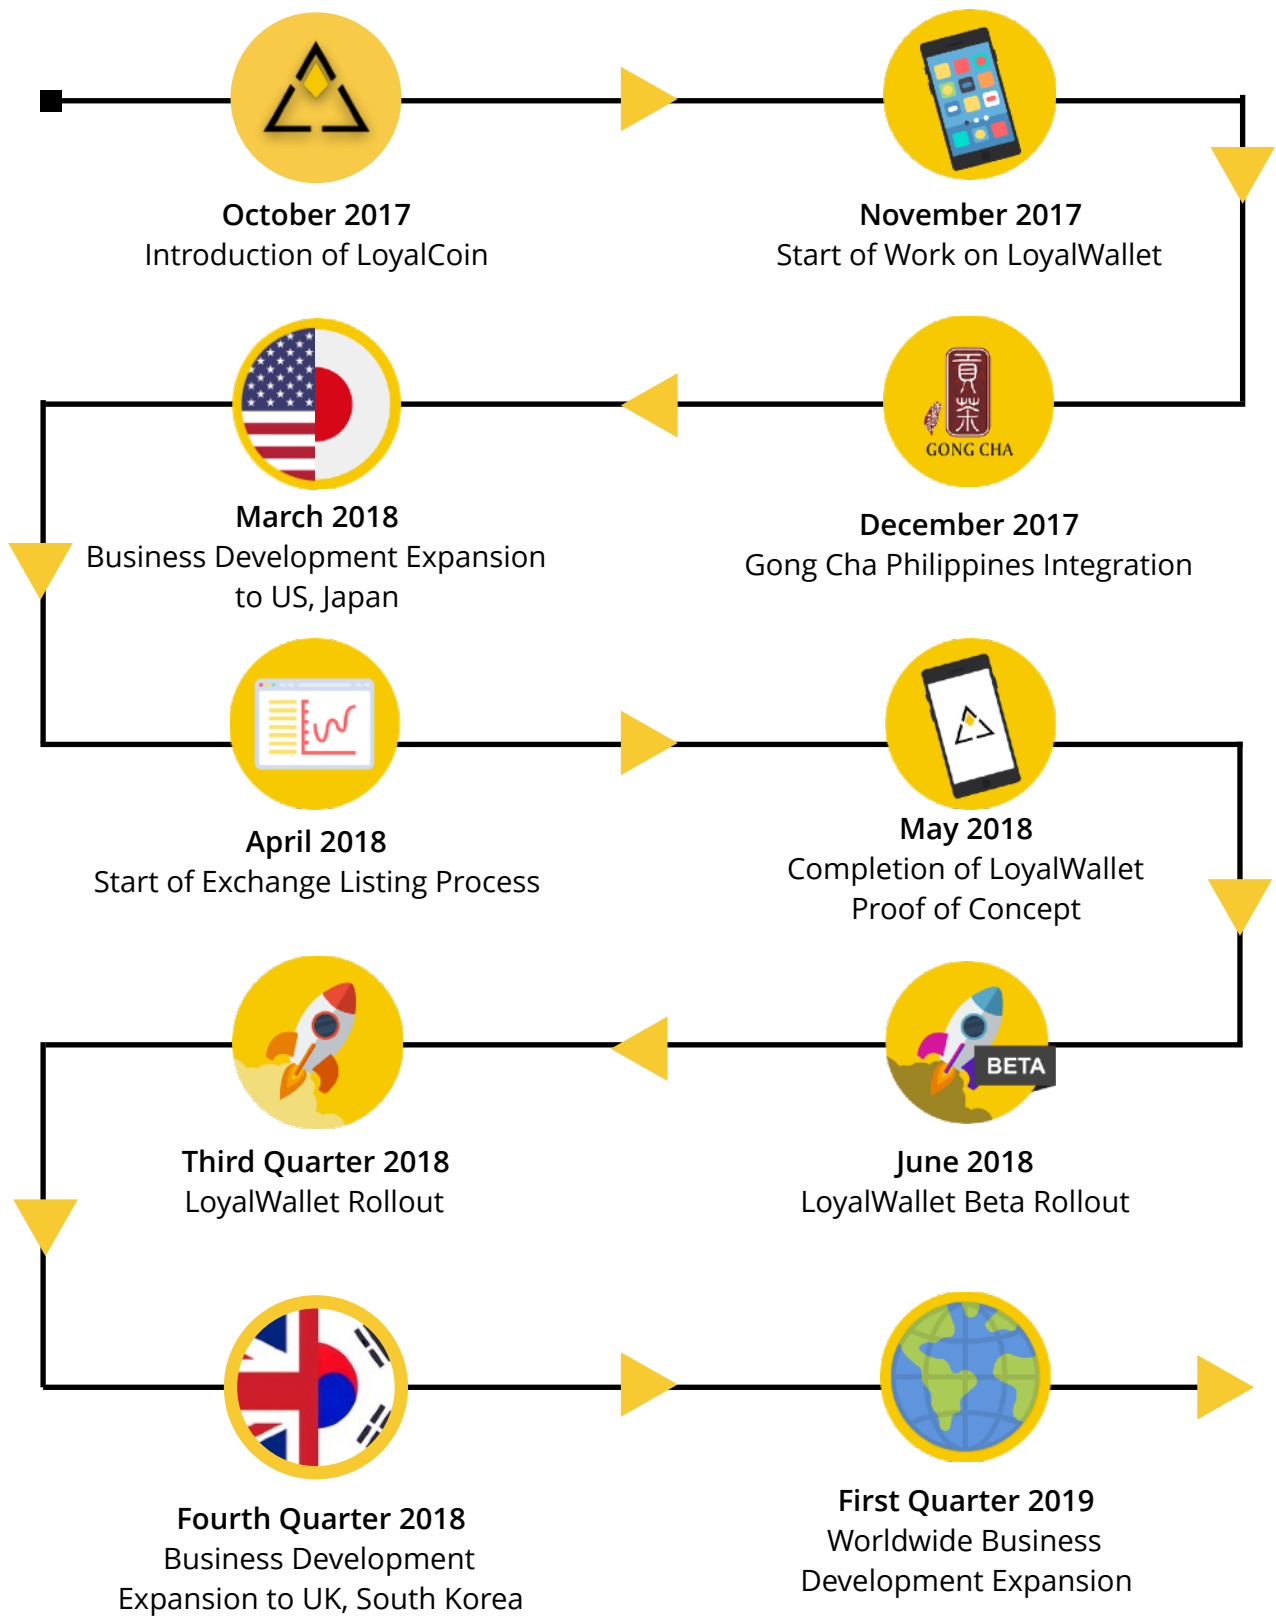 October 2017
Introduction of LoyalCoin
November 2017
Start of Work on LoyalWallet
貢茶
GONG CHA
December 2017
Gong Cha Philippines Integration
March 2018
Business Development Expansion
to US, Japan
April 2018
Start of Exchange Listing Process
May 2018
Completion of LoyalWallet
Proof of Concept
BETA
June 2018
LoyalWallet Beta Rollout
Third Quarter 2018
LoyalWallet Rollout
Fourth Quarter 2018
Business Development
Expansion to UK, South Korea
First Quarter 2019
Worldwide Business
Development Expansion